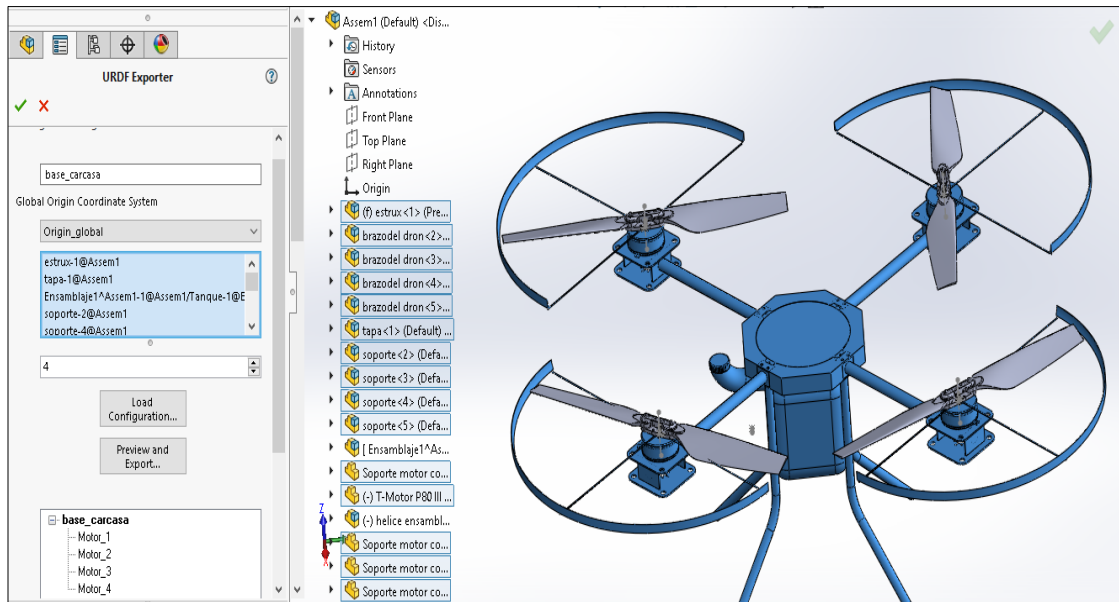 URDF Exporter
base_carcasa
Global Origin Coordinate System
Origin_global
estrux-1@Assem1
tapa-1@Assem1
Ensamblaje1^Assem1-1@Assem1/Tanque-1@E
soporte-2@Assem1
soporte-4@Assem1
4
Load
Configuration...
Preview and
Export...
base_carcasa
Motor_1
Motor_2
Motor_3
Motor_4
Assem1 (Default) <Dis...
History
Sensors
A Annotations
Front Plane
Top Plane
Right Plane
Origin
(f) estrux<1> (Pre...
brazodel dron<2>...
brazodel dron<3>...
brazodel dron<4>...
brazodel dron<5>...
tapa<1> (Default) ...
soporte<2> (Defa...
soporte<3> (Defa...
soporte<4> (Defa...
soporte<5> (Defa...
[ Ensamblaje1^As...
Soporte motor co...
(-) T-Motor P80 III ...
(-) helice ensambl...
Soporte motor co...
Soporte motor co...
Soporte motor co...
Z
X